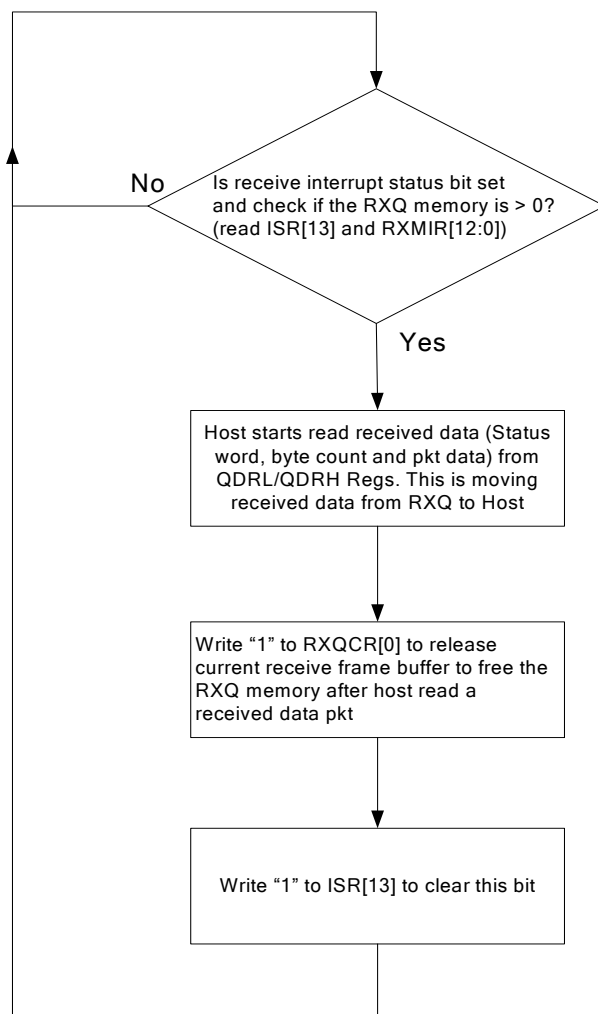 No
Is receive interrupt status bit set
and check if the RXQ memory is > 0?
(read ISR[13] and RXMIR[12:0])
Yes
Host starts read received data (Status
word, byte count and pkt data) from
QDRL/QDRH Regs. This is moving
received data from RXQ to Host
Write “1” to RXQCR[0] to release
current receive frame buffer to free the
RXQ memory after host read a
received data pkt
Write “1” to ISR[13] to clear this bit